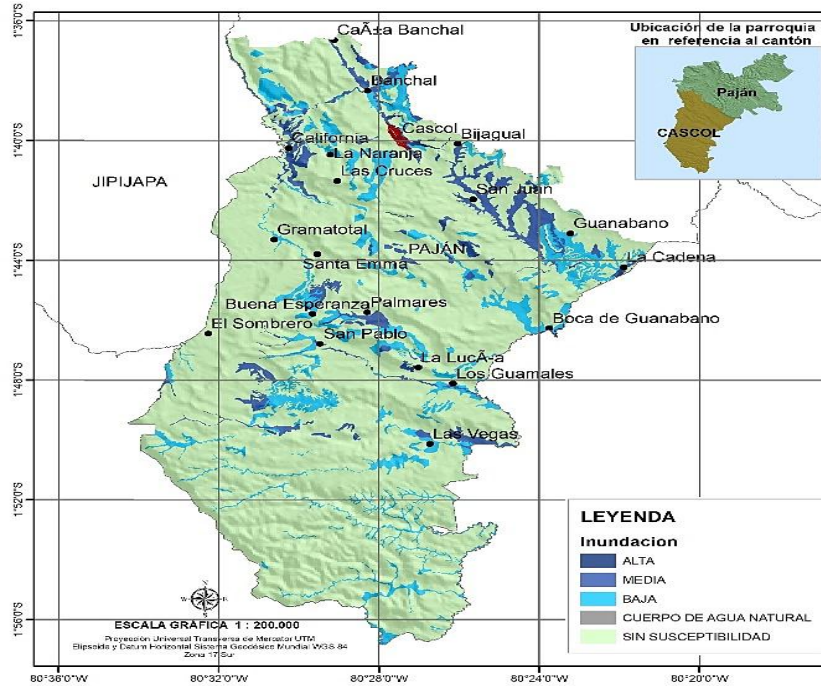 Ubicación de la parroquia
en referencia al cantón
Paján
CASCOL
1°36'0"S
1°40'0"S
1°44'0"S
1°48'0"S
1°52'0"S
1°56'0"S
CaÃ±a Banchal
Banchal
Cascol
Bijagual
California
La Naranja
Las Cruces
JIPIJAPA
San Juan
Gramatotal
Guanabano
PAJÁN
Santa Emma
La Cadena
Buena Esperanza
Palmares
El Sombrero
San Pablo
Boca de Guanabano
La LucÃ-a
Los Guamales
Las Vegas
LEYENDA
Inundacion
ALTA
MEDIA
BAJA
CUERPO DE AGUA NATURAL
SIN SUSCEPTIBILIDAD
N
ESCALA GRÁFICA 1 : 200.000
Proyección Universal Transversa de Mercator UTM
Elipsoide y Datum Horizontal Sistema Geodésico Mundial WGS 84
Zona 17 Sur
80°36'0"W
80°32'0"W
80°28'0"W
80°24'0"W
80°20'0"W